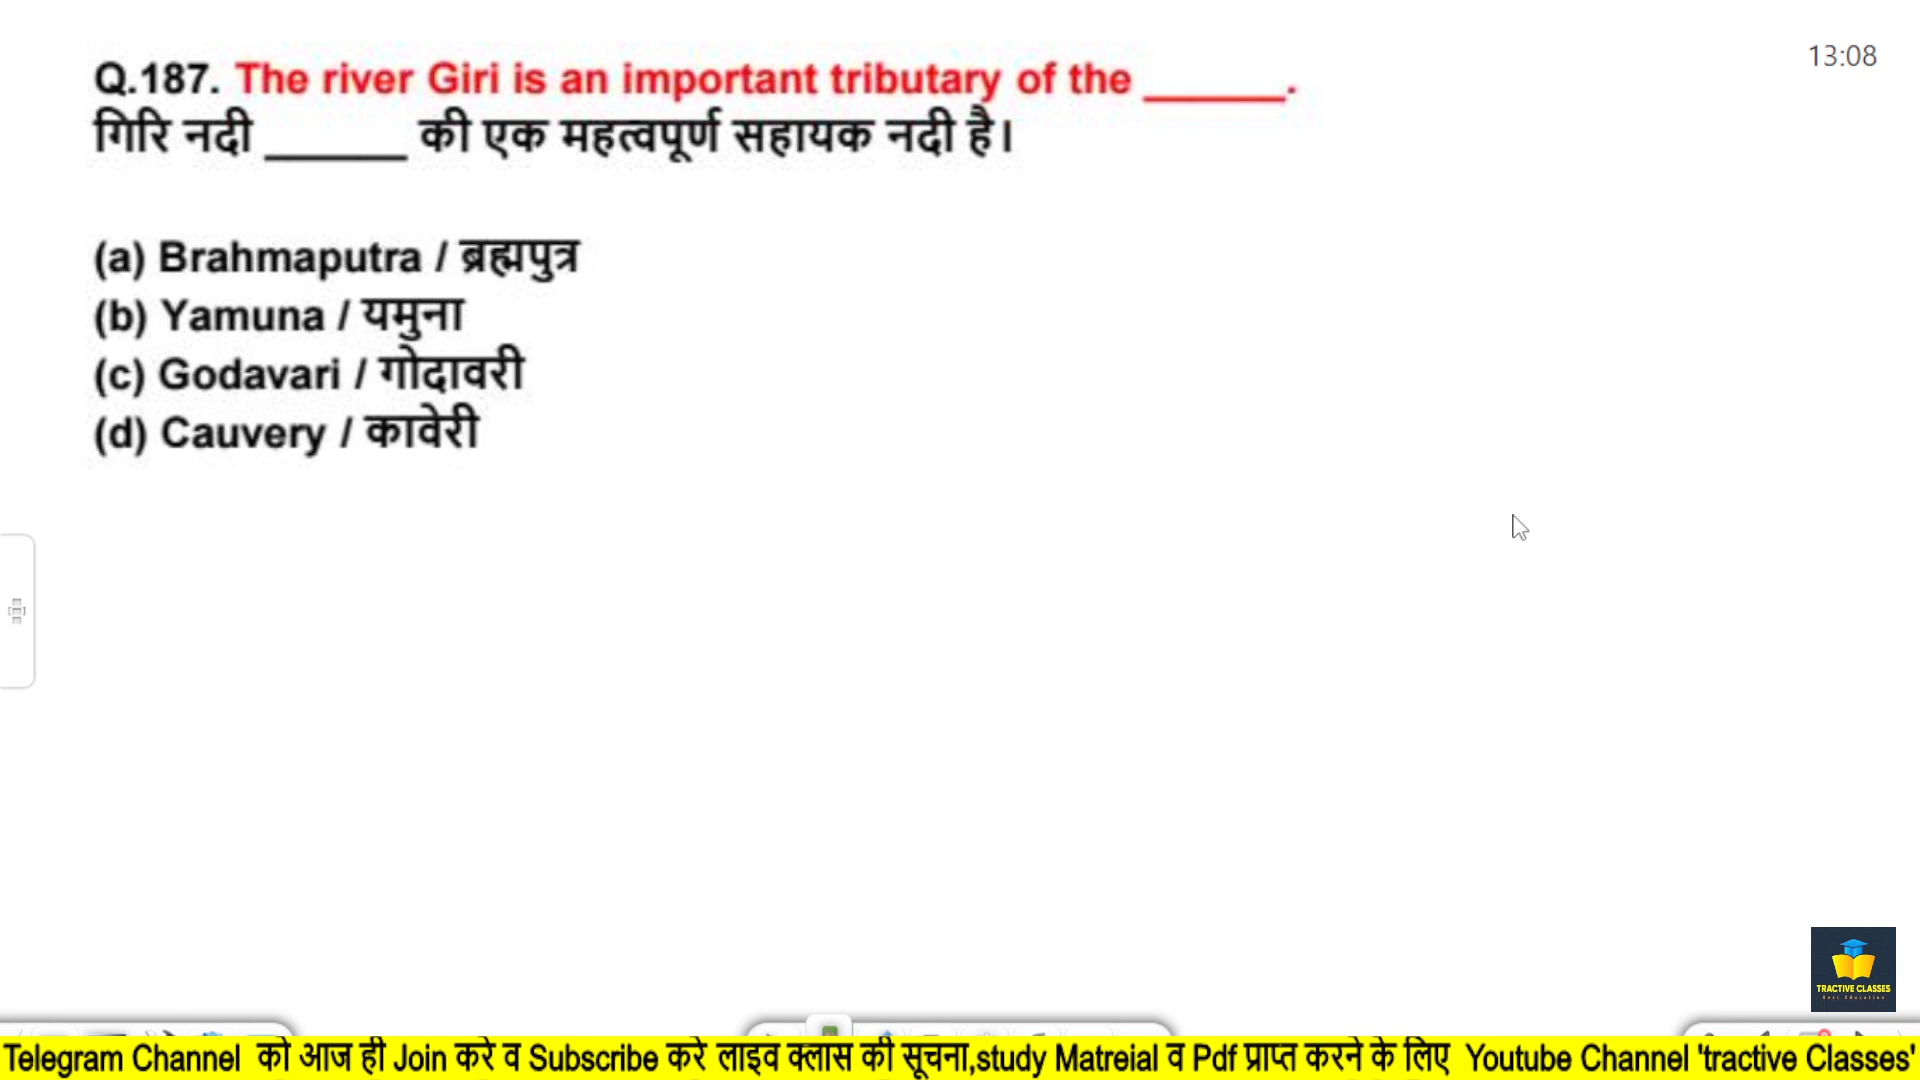 13:08
Q.187. The river Giri is an important tributary of the ______.
गिरि नदी ______ की एक महत्वपूर्ण सहायक नदी है।
(a) Brahmaputra / ब्रह्मपुत्र
(b) Yamuna / यमुना
(c) Godavari / गोदावरी
(d) Cauvery / कावेरी
TRACTIVE CLASSES
Best Education
Telegram Channel को आज ही Join करे व Subscribe करे लाइव क्लास की सूचना,study Matreial व Pdf प्राप्त करने के लिए Youtube Channel 'tractive Classes'